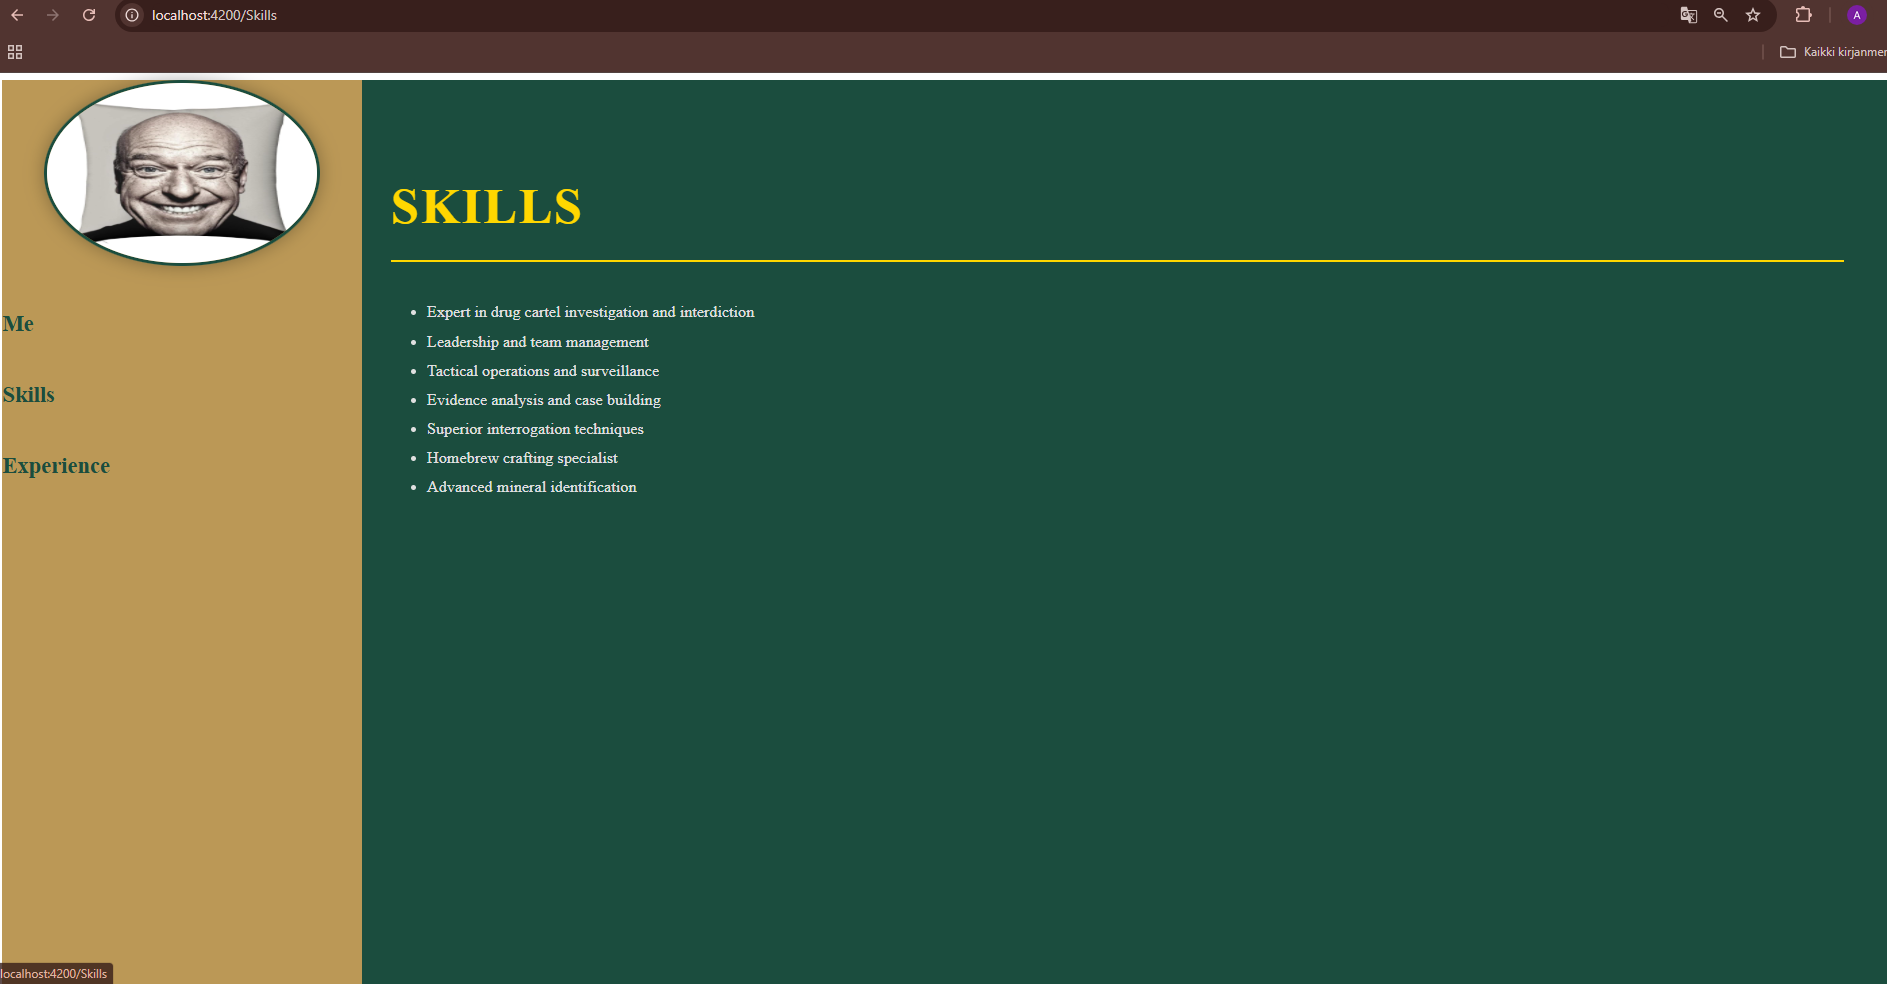 localhost:4200/Skills
A
Kaikki kirjanmer
SKILLS
Me
Skills
Experience
Expert in drug cartel investigation and interdiction
Leadership and team management
Tactical operations and surveillance
Evidence analysis and case building
Superior interrogation techniques
Homebrew crafting specialist
Advanced mineral identification
localhost:4200/Skills